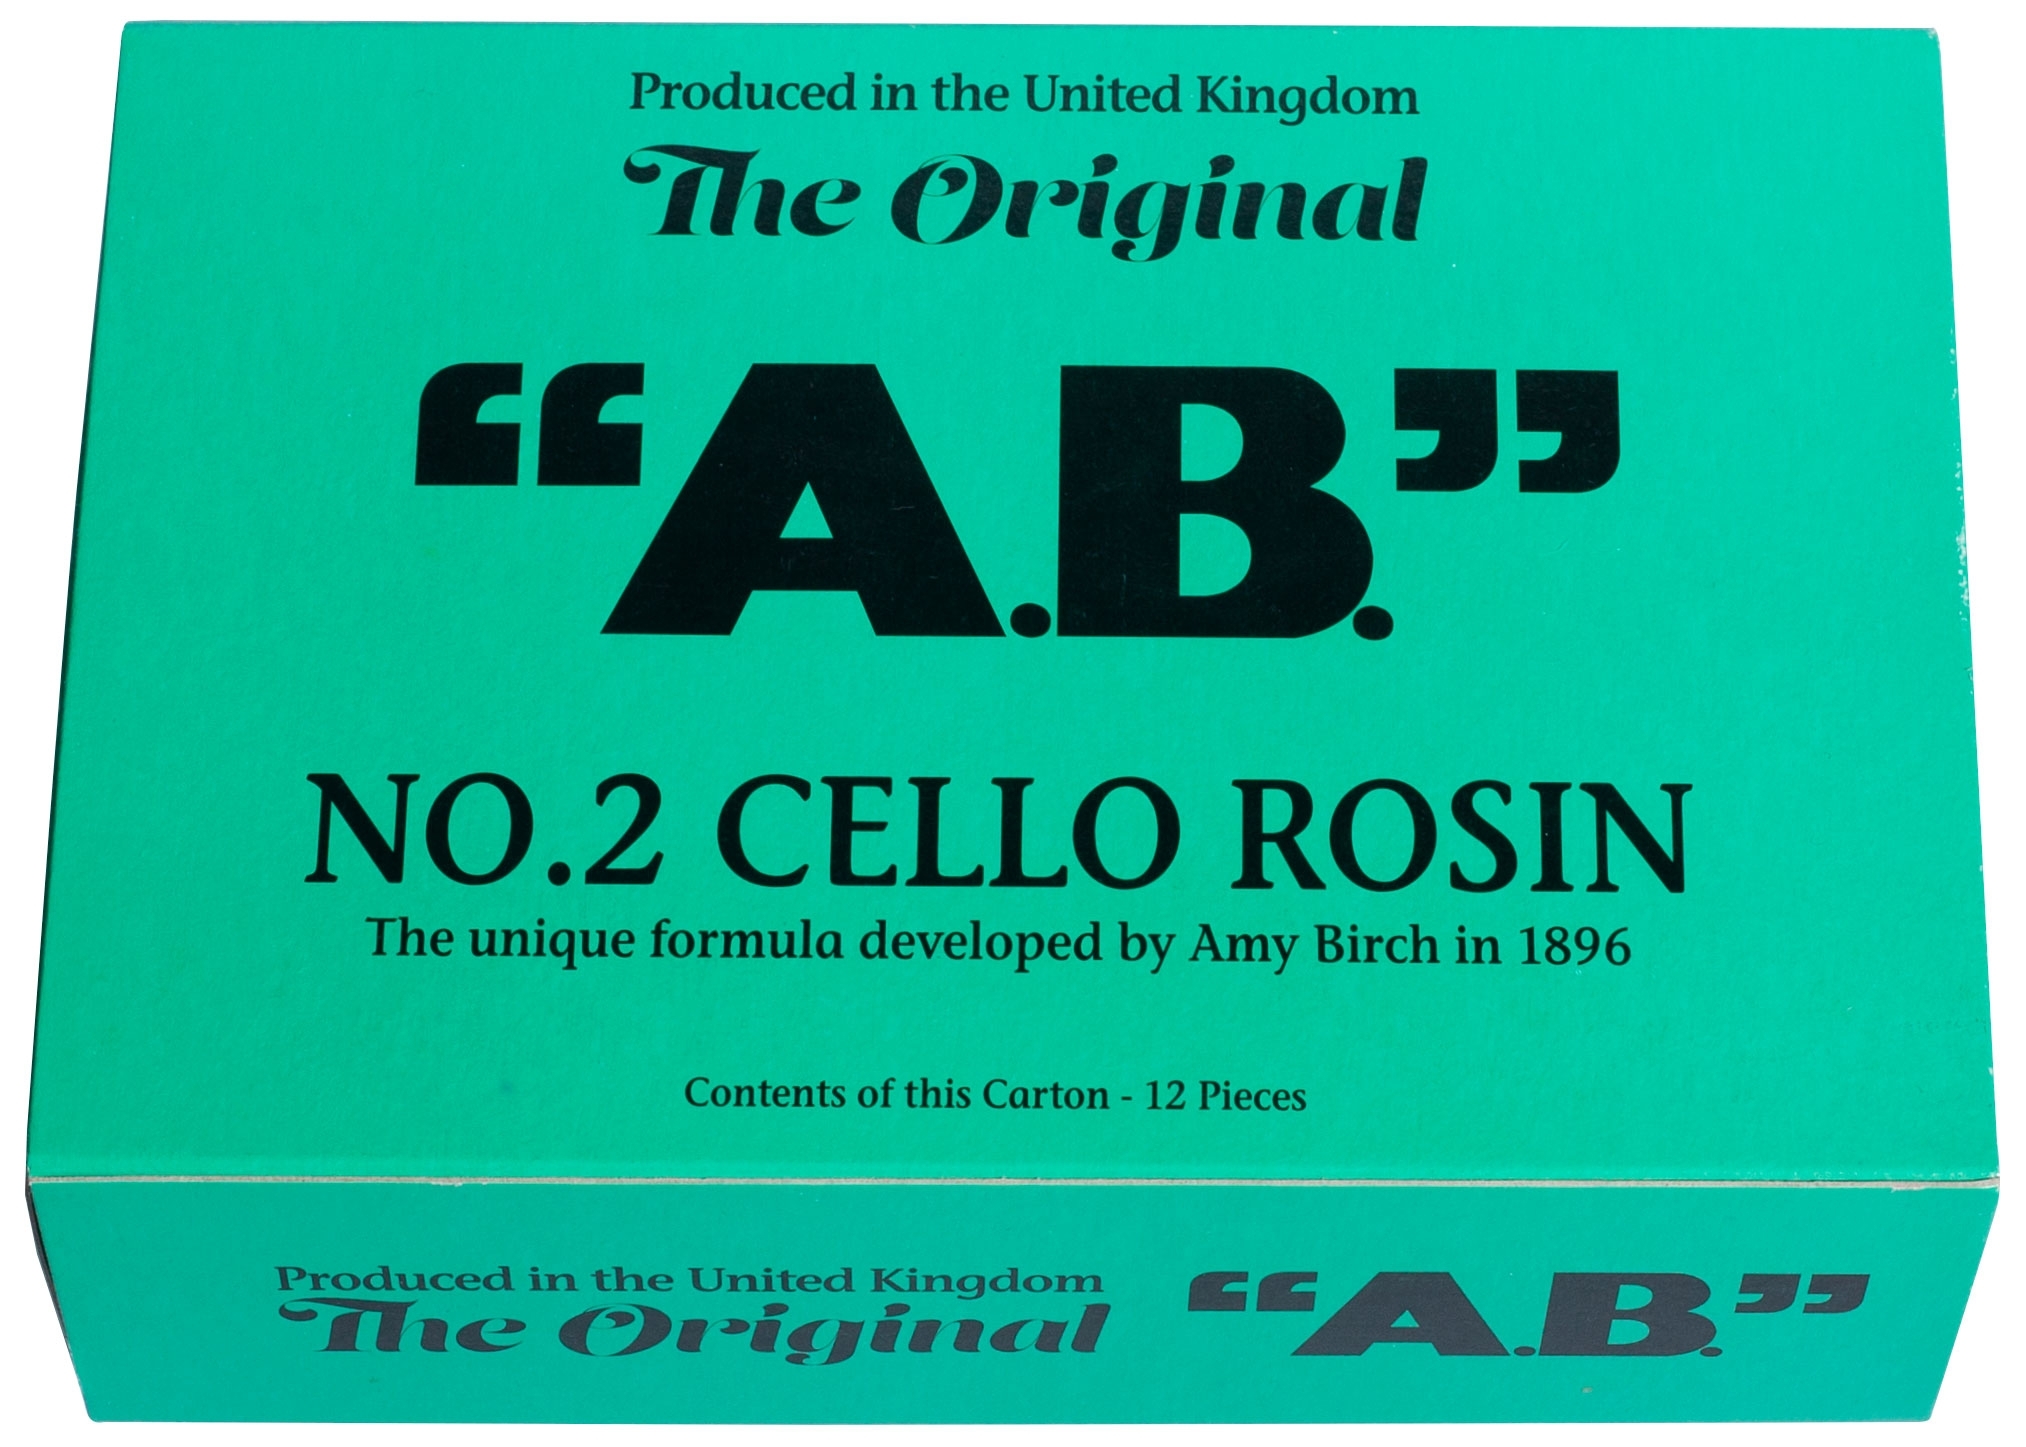 Produced in the United Kingdom
The Original
“A.B.”
NO.2 CELLO ROSIN
The unique formula developed by Amy Birch in 1896
Contents of this Carton - 12 Pieces
Produced in the United Kingdom
The Original
“A.B.”